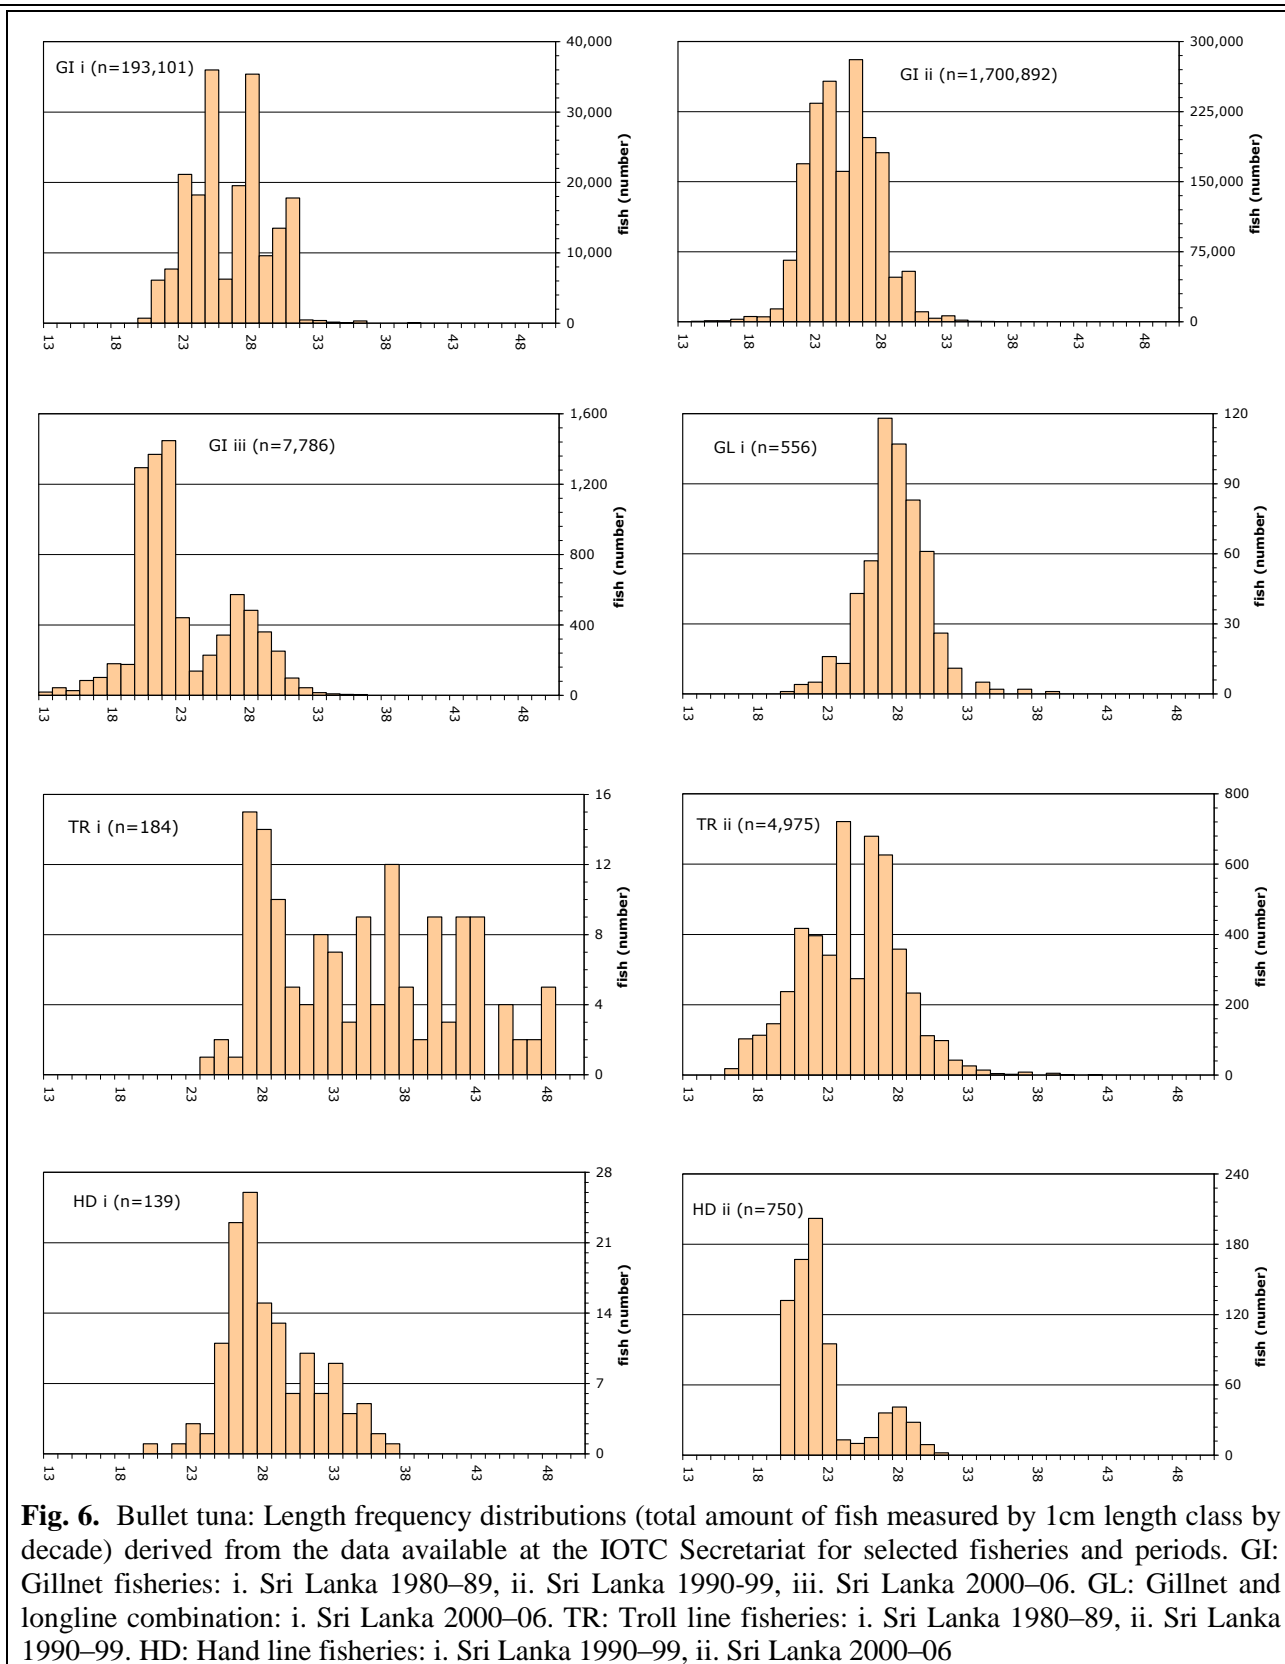 GI i (n=193,101)
40,000
30,000
20,000
10,000
0
fish (number)
13 18 23 28 33 38 43 48
GI ii (n=1,700,892)
300,000
225,000
150,000
75,000
0
fish (number)
13 18 23 28 33 38 43 48
GI iii (n=7,786)
1,600
1,200
800
400
0
fish (number)
13 18 23 28 33 38 43 48
GL i (n=556)
120
90
60
30
0
fish (number)
13 18 23 28 33 38 43 48
TR i (n=184)
16
12
8
4
0
fish (number)
13 18 23 28 33 38 43 48
TR ii (n=4,975)
800
600
400
200
0
fish (number)
13 18 23 28 33 38 43 48
HD i (n=139)
28
21
14
7
0
fish (number)
13 18 23 28 33 38 43 48
HD ii (n=750)
240
180
120
60
0
fish (number)
13 18 23 28 33 38 43 48
Fig. 6. Bullet tuna: Length frequency distributions (total amount of fish measured by 1cm length class by
decade) derived from the data available at the IOTC Secretariat for selected fisheries and periods. GI:
Gillnet fisheries: i. Sri Lanka 1980–89, ii. Sri Lanka 1990-99, iii. Sri Lanka 2000–06. GL: Gillnet and
longline combination: i. Sri Lanka 2000–06. TR: Troll line fisheries: i. Sri Lanka 1980–89, ii. Sri Lanka
1990–99. HD: Hand line fisheries: i. Sri Lanka 1990–99, ii. Sri Lanka 2000–06